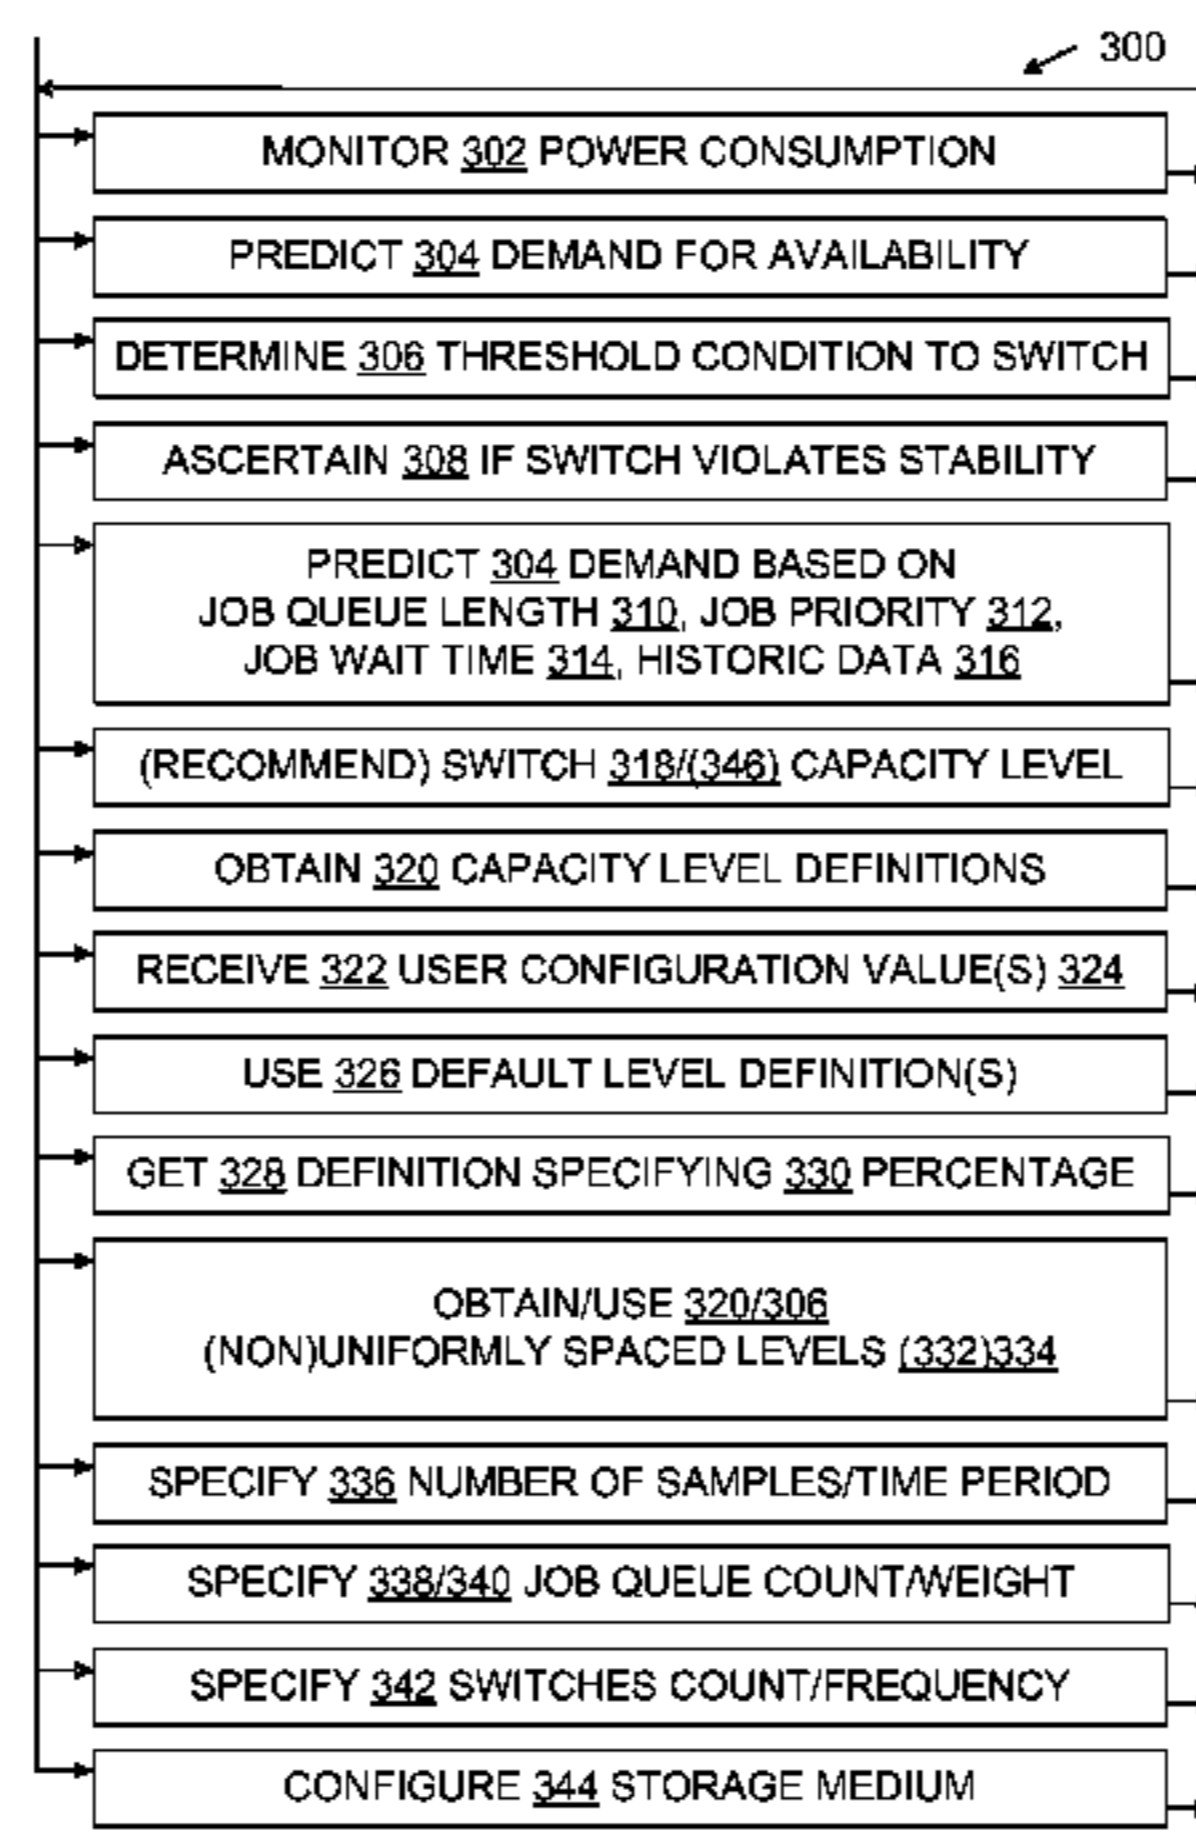 300
MONITOR 302 POWER CONSUMPTION
PREDICT 304 DEMAND FOR AVAILABILITY
DETERMINE 306 THRESHOLD CONDITION TO SWITCH
ASCERTAIN 308 IF SWITCH VIOLATES STABILITY
PREDICT 304 DEMAND BASED ON
JOB QUEUE LENGTH 310, JOB PRIORITY 312,
JOB WAIT TIME 314, HISTORIC DATA 316
(RECOMMEND) SWITCH 318/(346) CAPACITY LEVEL
OBTAIN 320 CAPACITY LEVEL DEFINITIONS
RECEIVE 322 USER CONFIGURATION VALUE(S) 324
USE 326 DEFAULT LEVEL DEFINITION(S)
GET 328 DEFINITION SPECIFYING 330 PERCENTAGE
OBTAIN/USE 320/306
(NON)UNIFORMLY SPACED LEVELS (332)334
SPECIFY 336 NUMBER OF SAMPLES/TIME PERIOD
SPECIFY 338/340 JOB QUEUE COUNT/WEIGHT
SPECIFY 342 SWITCHES COUNT/FREQUENCY
CONFIGURE 344 STORAGE MEDIUM